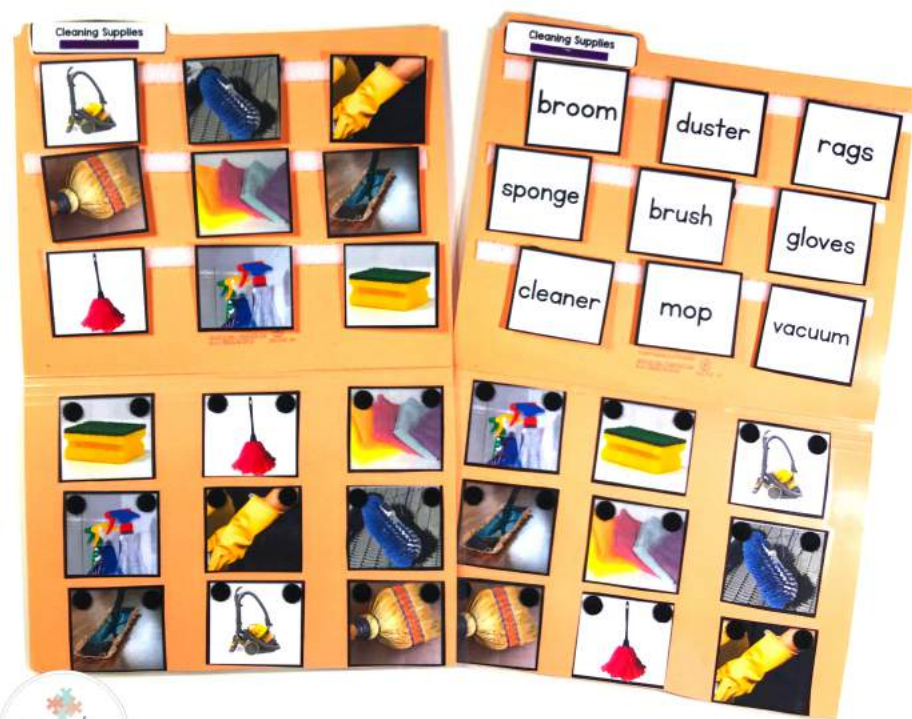 Cleaning Supplies
Cleaning Supplies
broom
duster
rags
sponge
brush
gloves
cleaner
mop
vacuum